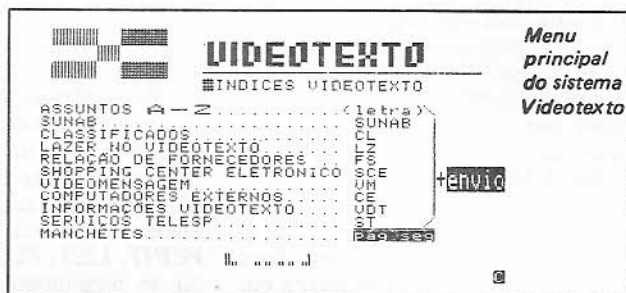 VIDEOTEXTO
#INDICES VIDEOTEXTO
ASSUNTOS A-Z.............(letra)
SUNAB....................SUNAB
CLASSIFICADOS............CL
LAZER NO VIDEOTEXTO......LZ
RELAÇÃO DE FORNECEDORES..FS
SHOPPING CENTER ELETRONICO SCE
VIDEOMENSAGEM............VM
COMPUTADORES EXTERNOS....CE
INFORMAÇÕES VIDEOTEXTO...VDT
SERVIÇOS TELESP..........ST
MANCHETES................pag.seg
+envio
C
Menu
principal
do sistema
Videotexto